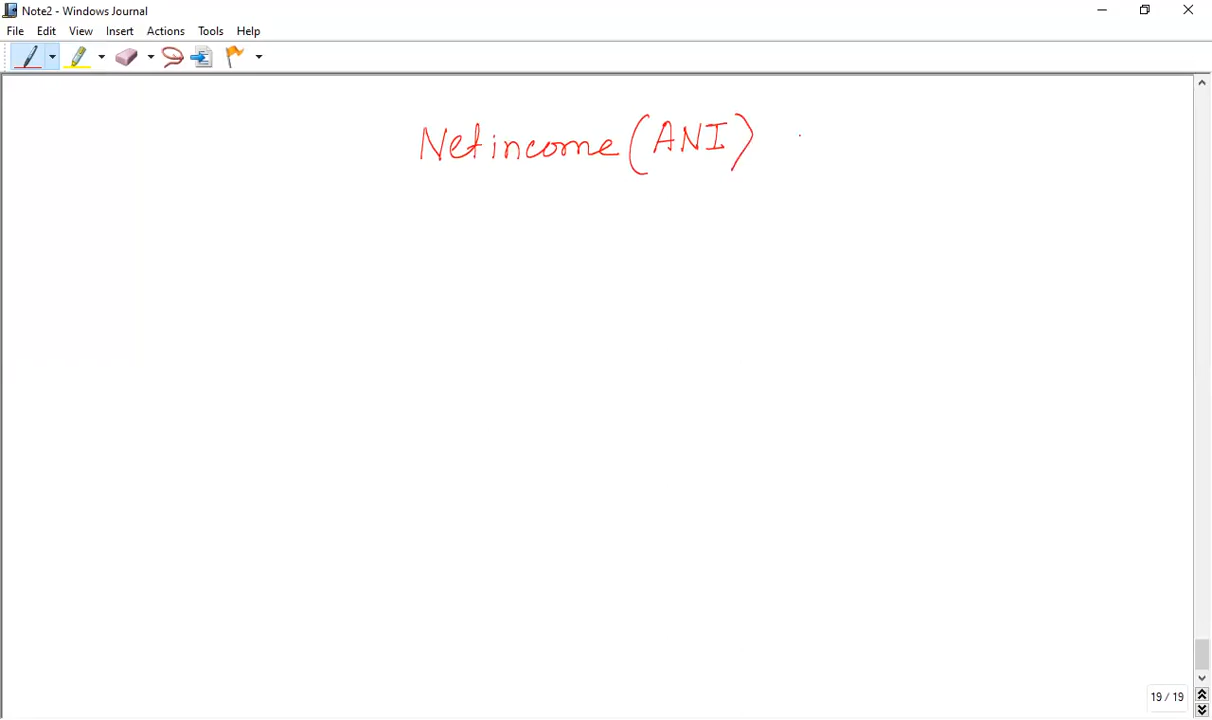 Note2 - Windows Journal
File Edit View Insert Actions Tools Help
Net income (ANI)
19 / 19